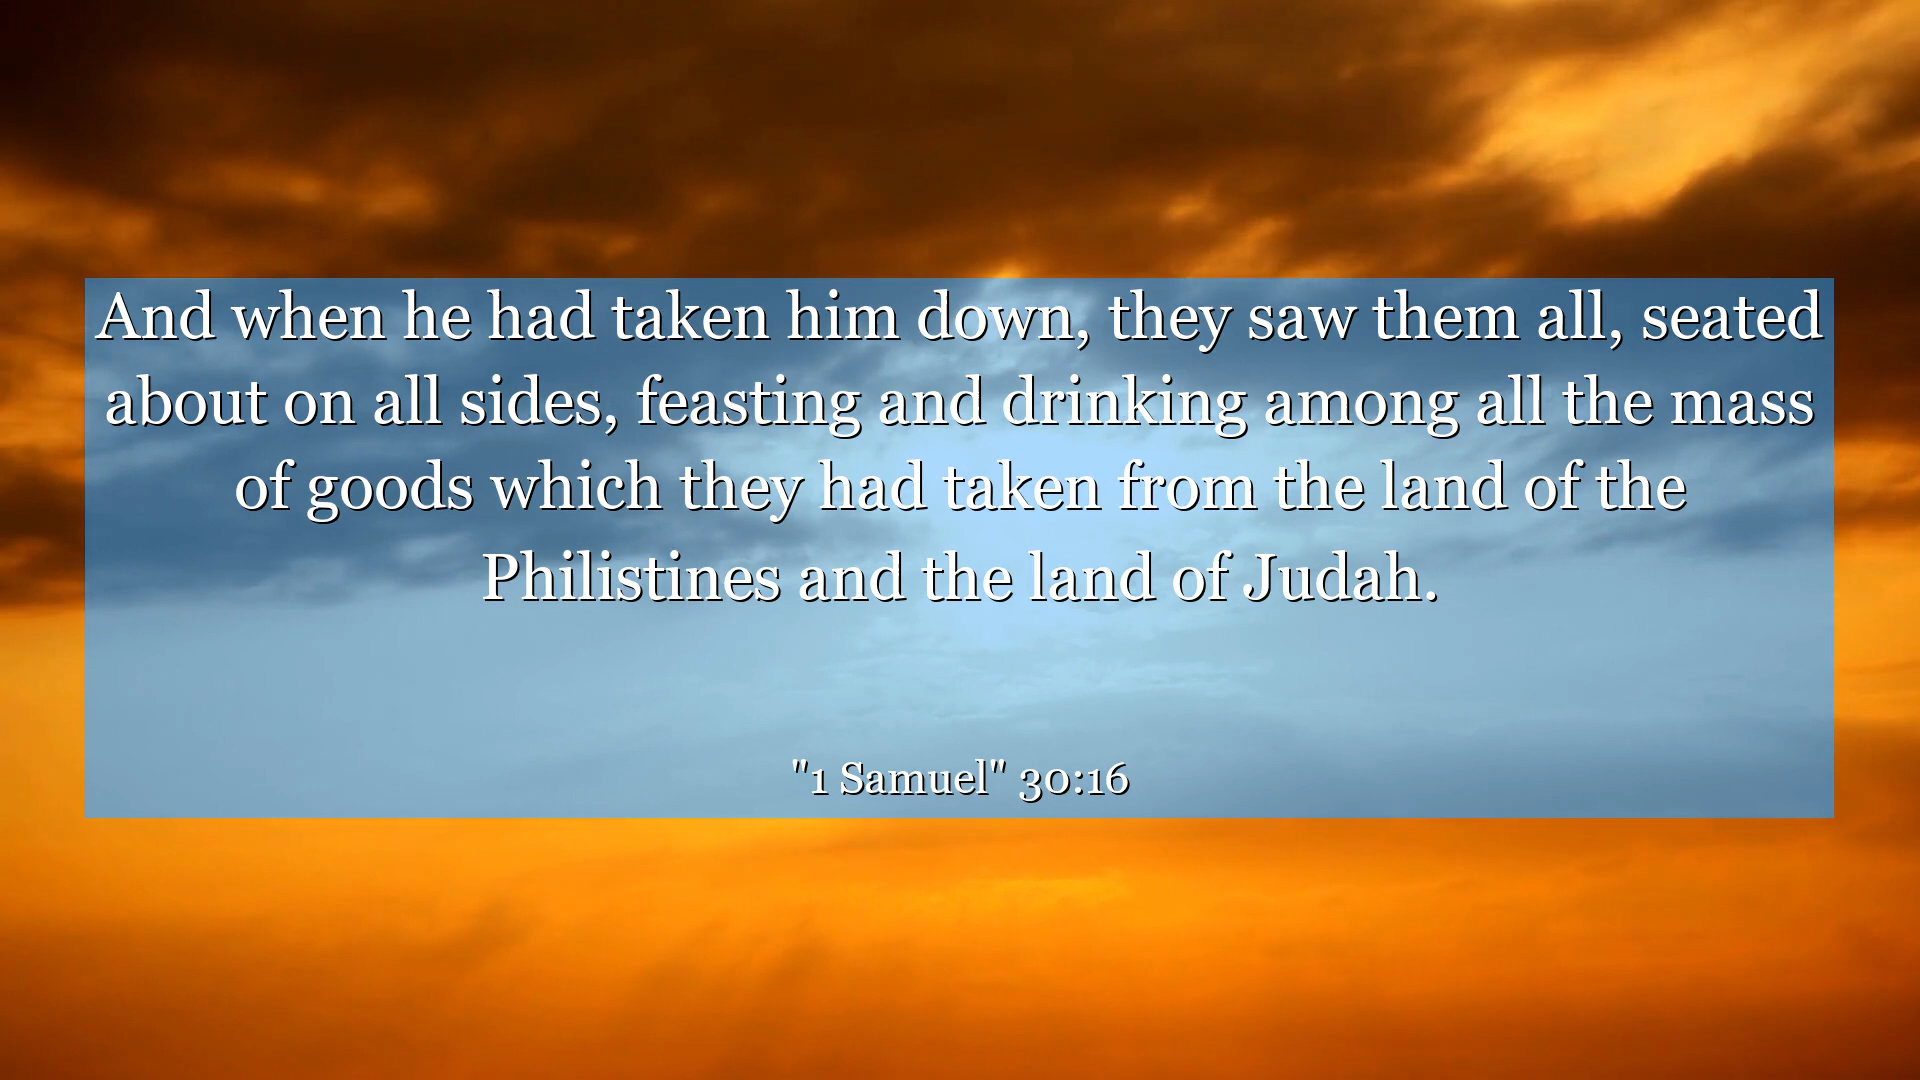 And when he had taken him down, they saw them all, seated
about on all sides, feasting and drinking among all the mass
of goods which they had taken from the land of the
Philistines and the land of Judah.
"1 Samuel" 30:16